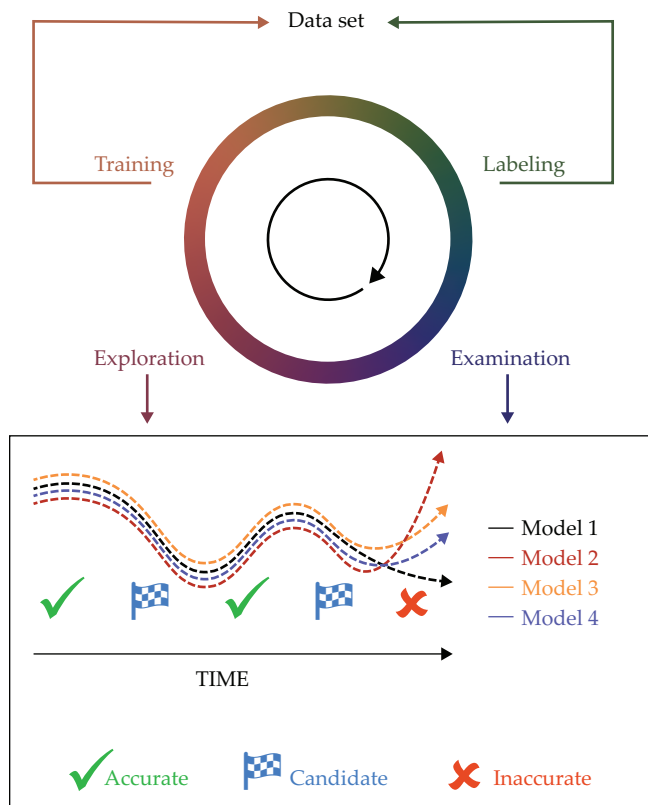 Data set
Training
Labeling
Exploration
Examination
Model 1
Model 2
Model 3
Model 4
TIME
Accurate
Candidate
Inaccurate